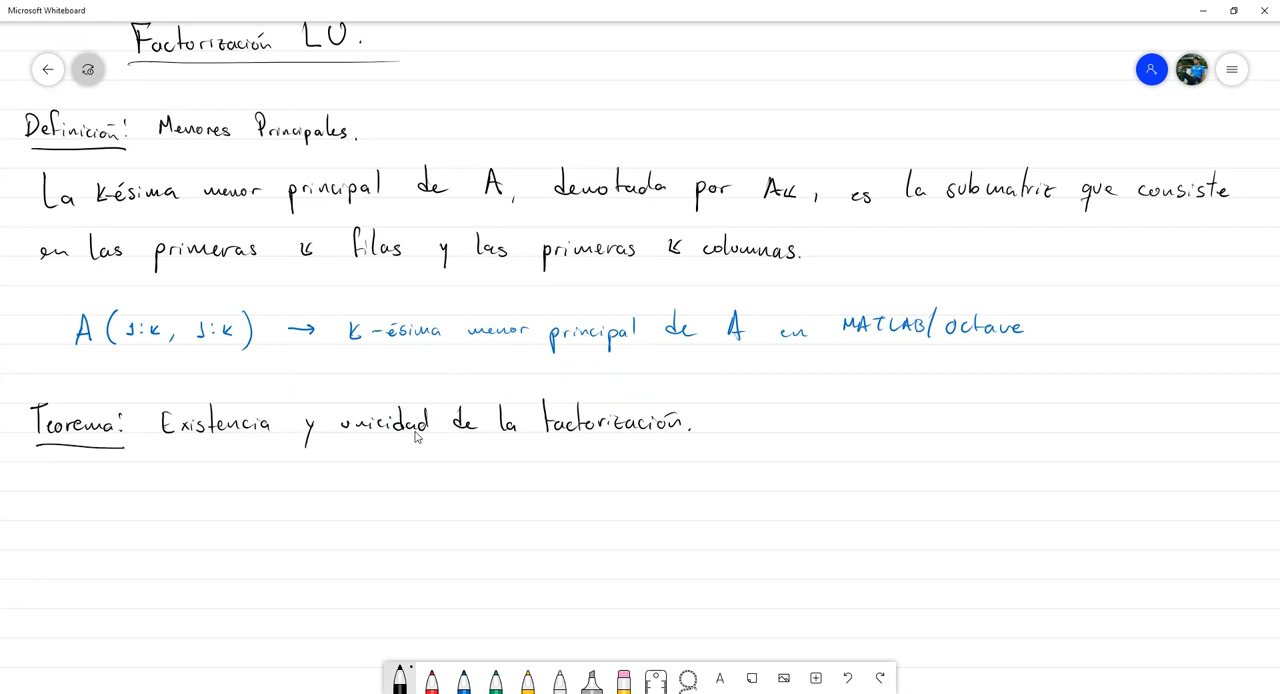 Microsoft Whiteboard
Factorización LU.
Definición: Menores Principales.
La k-ésima menor principal de A, denotada por Ak, es la submatriz que consiste
en las primeras k filas y las primeras k columnas.
A(1:k, 1:k) → k-ésima menor principal de A en MATLAB/octave
Teorema: Existencia y unicidad de la factorización.
A